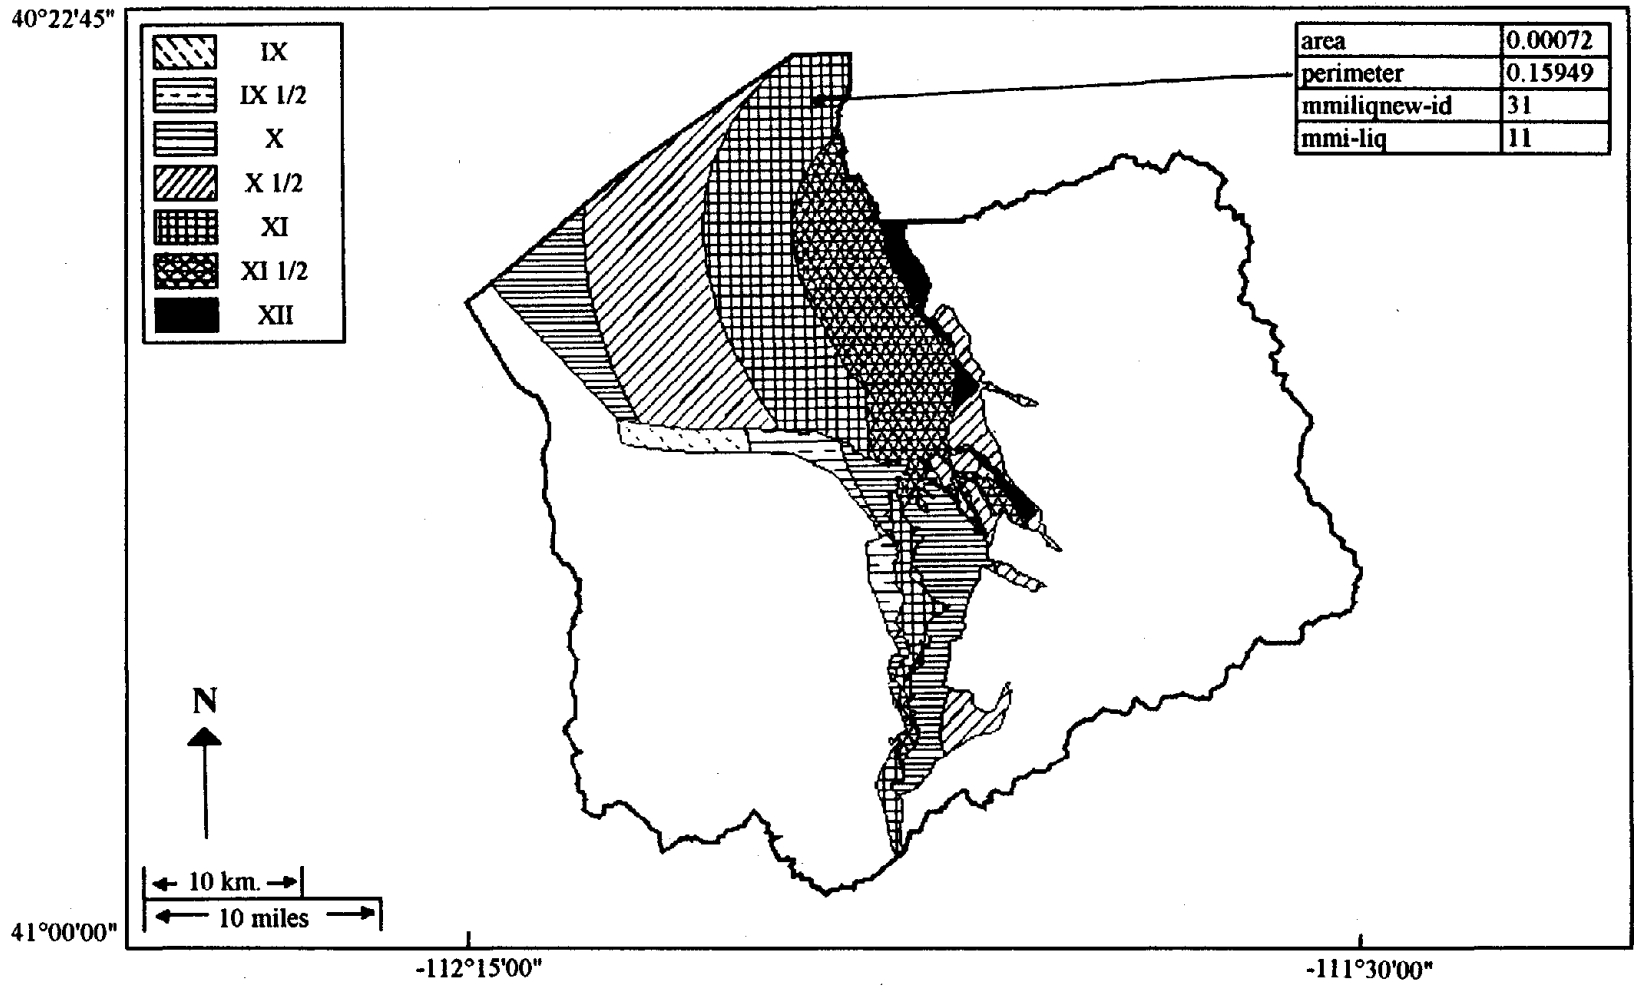 40°22'45"
IX
IX 1/2
X
X 1/2
XI
XI 1/2
XII
area 0.00072
perimeter 0.15949
mmiliqnew-id 31
mmi-liq 11
N
10 km.
10 miles
41°00'00"
-112°15'00"
-111°30'00"